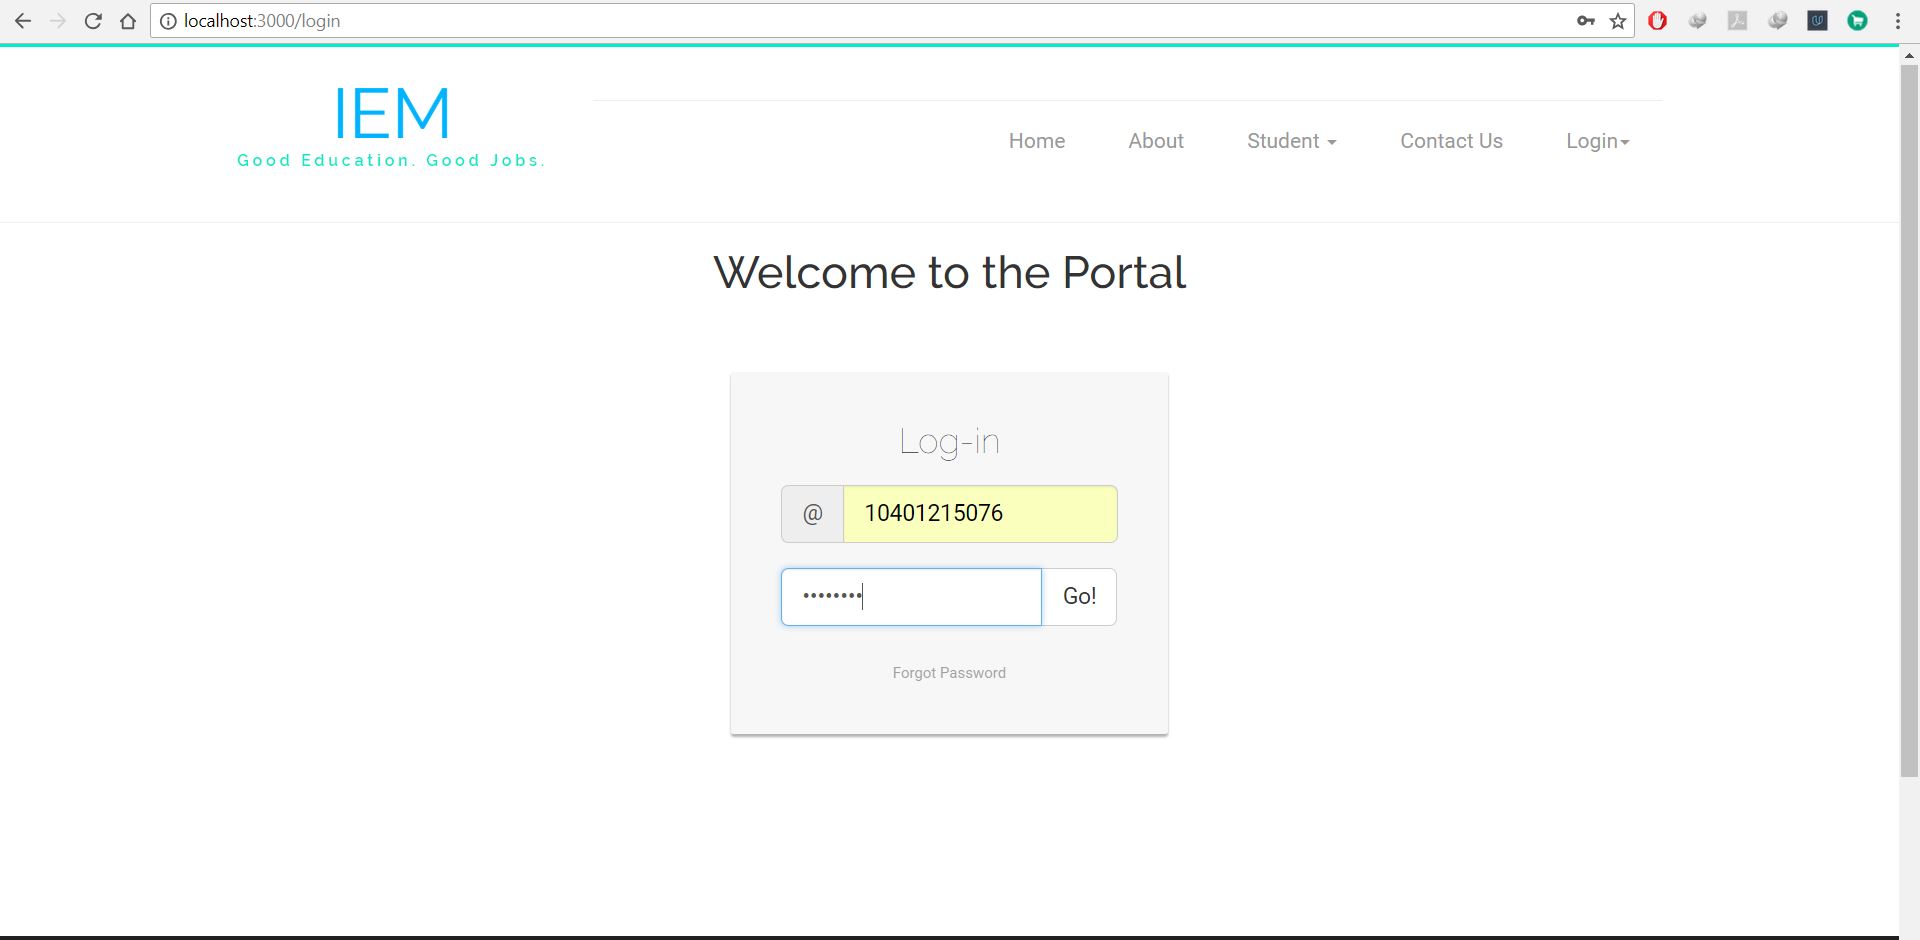 localhost:3000/login
IEM
Good Education. Good Jobs.
Home About Student Contact Us Login
Welcome to the Portal
Log-in
@ 10401215076
•••••••• Go!
Forgot Password